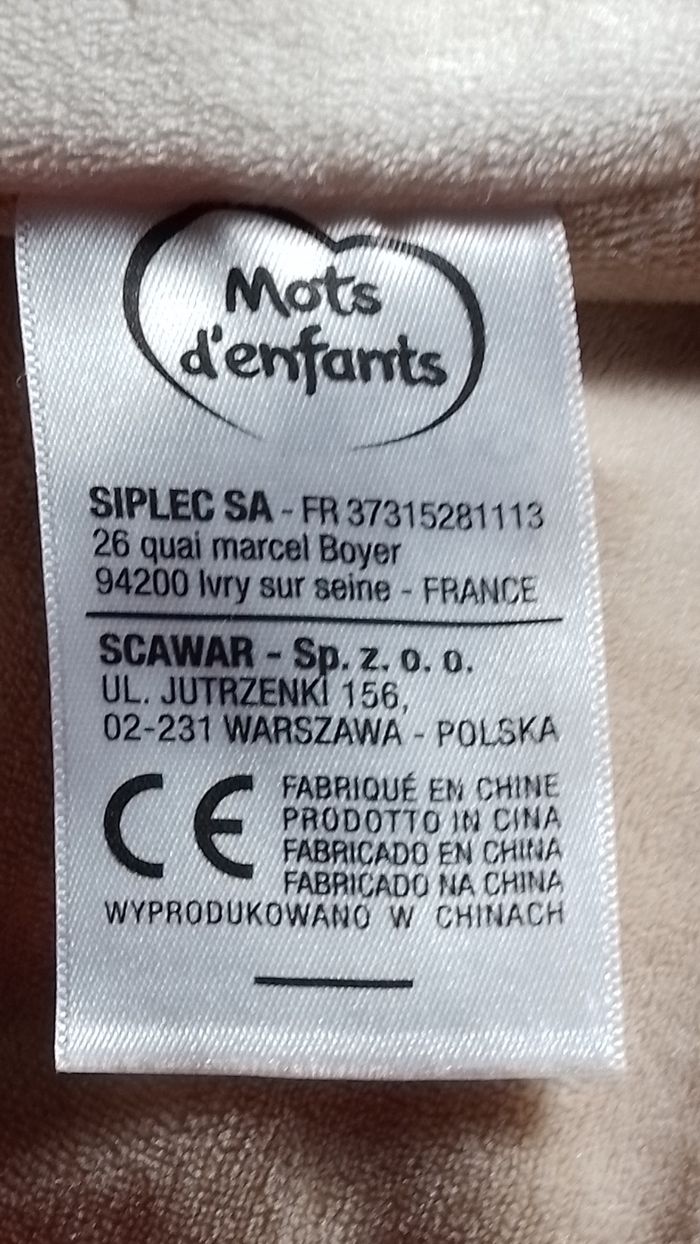 Mots
d'enfants
SIPLEC SA - FR 37315281113
26 quai marcel Boyer
94200 Ivry sur seine - FRANCE
SCAWAR - Sp. z. o. o.
UL. JUTRZENKI 156,
02-231 WARSZAWA - POLSKA
CE
FABRIQUÉ EN CHINE
PRODOTTO IN CINA
FABRICADO EN CHINA
FABRICADO NA CHINA
WYPRODUKOWANO W CHINACH